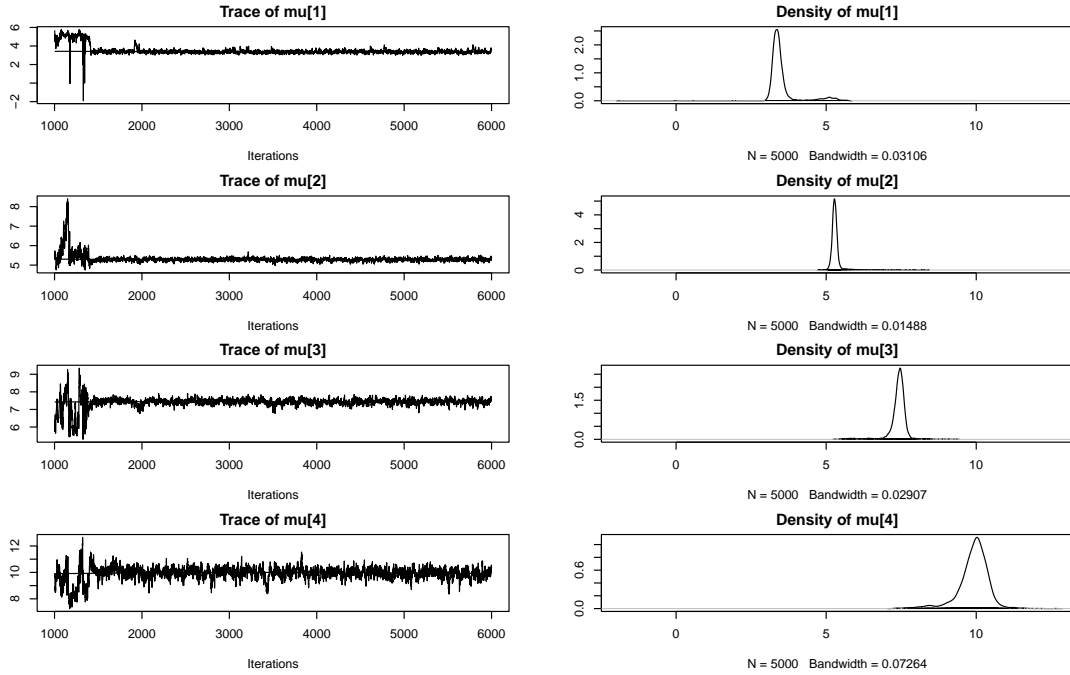 Trace of mu[1]
6
4
2
−2
1000 2000 3000 4000 5000 6000
Iterations
Density of mu[1]
2.0
1.0
0.0
0 5 10
N = 5000 Bandwidth = 0.03106
Trace of mu[2]
8
7
6
5
1000 2000 3000 4000 5000 6000
Iterations
Density of mu[2]
4
2
0
0 5 10
N = 5000 Bandwidth = 0.01488
Trace of mu[3]
9
8
7
6
1000 2000 3000 4000 5000 6000
Iterations
Density of mu[3]
1.5
0.0
0 5 10
N = 5000 Bandwidth = 0.02907
Trace of mu[4]
12
10
8
1000 2000 3000 4000 5000 6000
Iterations
Density of mu[4]
0.6
0.0
0 5 10
N = 5000 Bandwidth = 0.07264